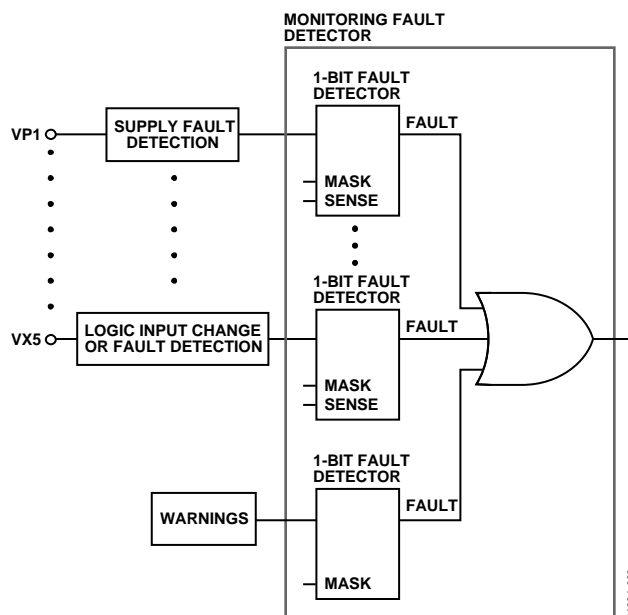 MONITORING FAULT
DETECTOR
1-BIT FAULT
DETECTOR
VP1
SUPPLY FAULT
DETECTION
FAULT
MASK
SENSE
1-BIT FAULT
DETECTOR
VX5
LOGIC INPUT CHANGE
OR FAULT DETECTION
FAULT
MASK
SENSE
1-BIT FAULT
DETECTOR
WARNINGS
FAULT
MASK